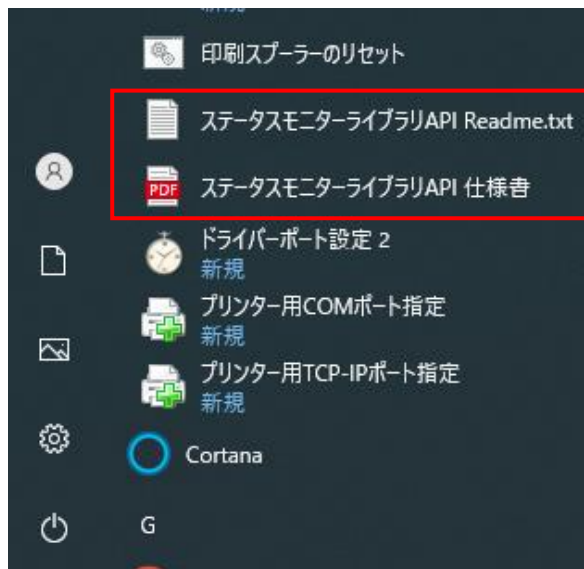 新規
印刷スプーラーのリセット
ステータスモニターライブラリAPI Readme.txt
PDF
ステータスモニターライブラリAPI 仕様書
ドライバーポート設定 2
新規
プリンター用COMポート指定
新規
プリンター用TCP-IPポート指定
新規
Cortana
G